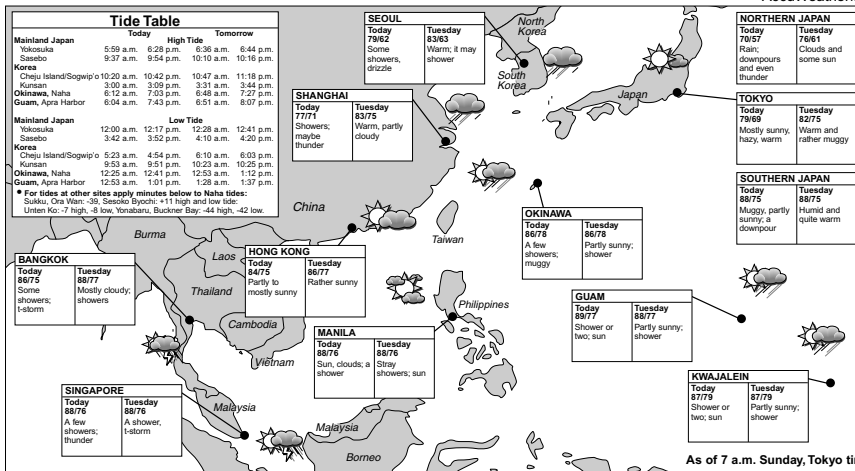 Tide Table
Today Tomorrow
Mainland Japan High Tide
Yokosuka 5:59 a.m. 6:28 p.m. 6:36 a.m. 6:44 p.m.
Sasebo 9:37 a.m. 9:54 p.m. 10:10 a.m. 10:16 p.m.
Korea
Cheju Island/Sogwip'o 10:20 a.m. 10:42 p.m. 10:47 a.m. 11:18 p.m.
Kunsan 3:00 a.m. 3:09 p.m. 3:31 a.m. 3:44 p.m.
Okinawa, Naha 6:12 a.m. 7:03 p.m. 6:48 a.m. 7:27 p.m.
Guam, Apra Harbor 6:04 a.m. 7:43 p.m. 6:51 a.m. 8:07 p.m.
Mainland Japan Low Tide
Yokosuka 12:00 a.m. 12:17 p.m. 12:28 a.m. 12:41 p.m.
Sasebo 3:42 a.m. 3:52 p.m. 4:10 a.m. 4:20 p.m.
Korea
Cheju Island/Sogwip'o 5:23 a.m. 4:54 p.m. 6:10 a.m. 6:03 p.m.
Kunsan 9:53 a.m. 9:51 p.m. 10:23 a.m. 10:25 p.m.
Okinawa, Naha 12:25 a.m. 12:41 p.m. 12:53 a.m. 1:12 p.m.
Guam, Apra Harbor 12:53 a.m. 1:01 p.m. 1:28 a.m. 1:37 p.m.
• For tides at other sites apply minutes below to Naha tides:
Sukku, Ora Wan: -39, Sesoko Byochi: +11 high and low tide:
Unten Ko: -7 high, -8 low, Yonabaru, Buckner Bay: -44 high, -42 low.
SEOUL
Today
79/62
Some
showers,
drizzle
Tuesday
83/63
Warm; it may
shower
North
Korea
South
Korea
Japan
NORTHERN JAPAN
Today
70/57
Rain;
downpours
and even
thunder
Tuesday
76/61
Clouds and
some sun
SHANGHAI
Today
77/71
Showers;
maybe
thunder
Tuesday
83/75
Warm, partly
cloudy
TOKYO
Today
79/69
Mostly sunny,
hazy, warm
Tuesday
82/75
Warm and
rather muggy
SOUTHERN JAPAN
Today
88/75
Muggy, partly
sunny; a
downpour
Tuesday
88/75
Humid and
quite warm
China
Taiwan
OKINAWA
Today
86/78
A few
showers;
muggy
Tuesday
86/78
Partly sunny;
shower
Burma
Laos
Thailand
Cambodia
Vietnam
BANGKOK
Today
86/75
Some
showers;
t-storm
Tuesday
88/77
Mostly cloudy;
showers
HONG KONG
Today
84/75
Partly to
mostly sunny
Tuesday
86/77
Rather sunny
Philippines
GUAM
Today
89/77
Shower or
two; sun
Tuesday
88/77
Partly sunny;
shower
MANILA
Today
88/76
Sun, clouds; a
shower
Tuesday
88/76
Stray
showers; sun
SINGAPORE
Today
88/76
A few
showers;
thunder
Tuesday
88/76
A shower,
t-storm
Malaysia
Malaysia
Borneo
KWAJALEIN
Today
87/79
Shower or
two; sun
Tuesday
87/79
Partly sunny;
shower
As of 7 a.m. Sunday, Tokyo